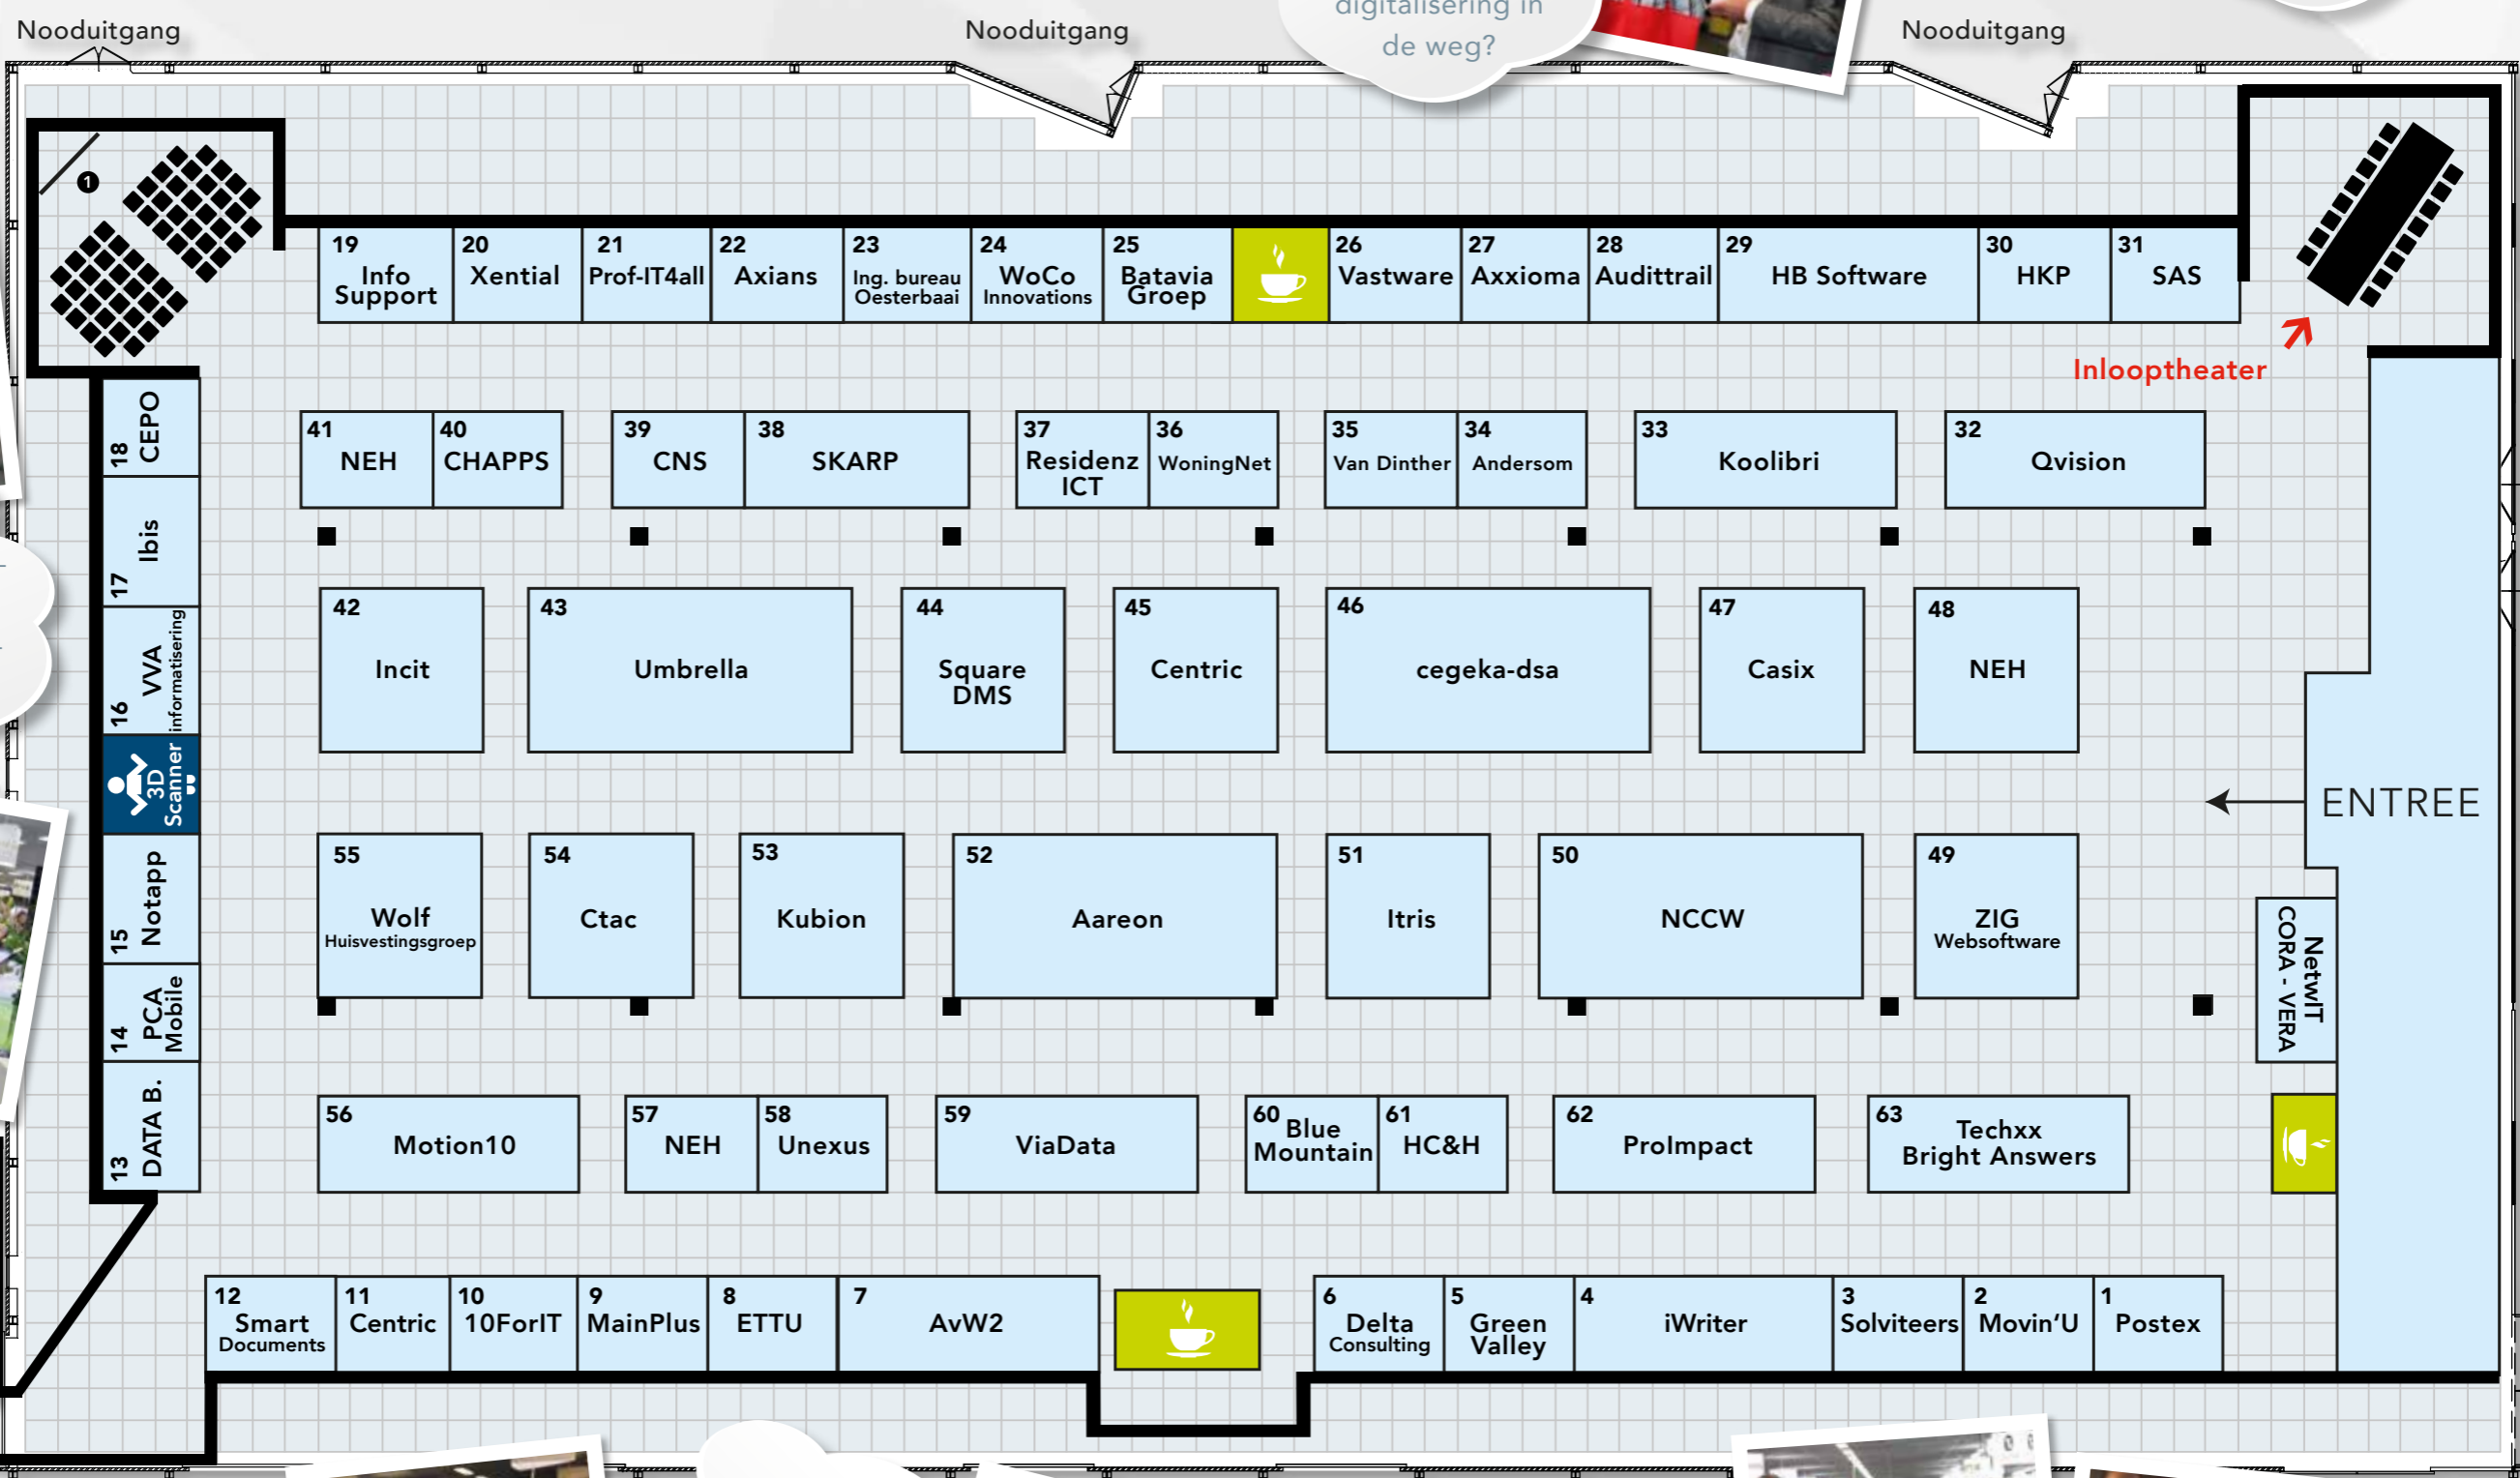 digitalisering in
de weg?
Nooduitgang
Nooduitgang
Nooduitgang
1
19
Info
Support
20
Xential
21
Prof-IT4all
22
Axians
23
Ing. bureau
Oesterbaai
24
WoCo
Innovations
25
Batavia
Groep
26
Vastware
27
Axxioma
28
Audittrail
29
HB Software
30
HKP
31
SAS
Inlooptheater
18
CEPO
17
Ibis
16
VVA
informatisering
3D
Scanner
15
Notapp
14
PCA
Mobile
13
DATA B.
41
NEH
40
CHAPPS
39
CNS
38
SKARP
37
Residenz
ICT
36
WoningNet
35
Van Dinther
34
Andersom
33
Koolibri
32
Qvision
42
Incit
43
Umbrella
44
Square
DMS
45
Centric
46
cegeka-dsa
47
Casix
48
NEH
ENTREE
55
Wolf
Huisvestingsgroep
54
Ctac
53
Kubion
52
Aareon
51
Itris
50
NCCW
49
ZIG
Websoftware
NetwIT
CORA - VERA
56
Motion10
57
NEH
58
Unexus
59
ViaData
60
Blue
Mountain
61
HC&H
62
ProImpact
63
Techxx
Bright Answers
12
Smart
Documents
11
Centric
10
10ForIT
9
MainPlus
8
ETTU
7
AvW2
6
Delta
Consulting
5
Green
Valley
4
iWriter
3
Solviteers
2
Movin‘U
1
Postex